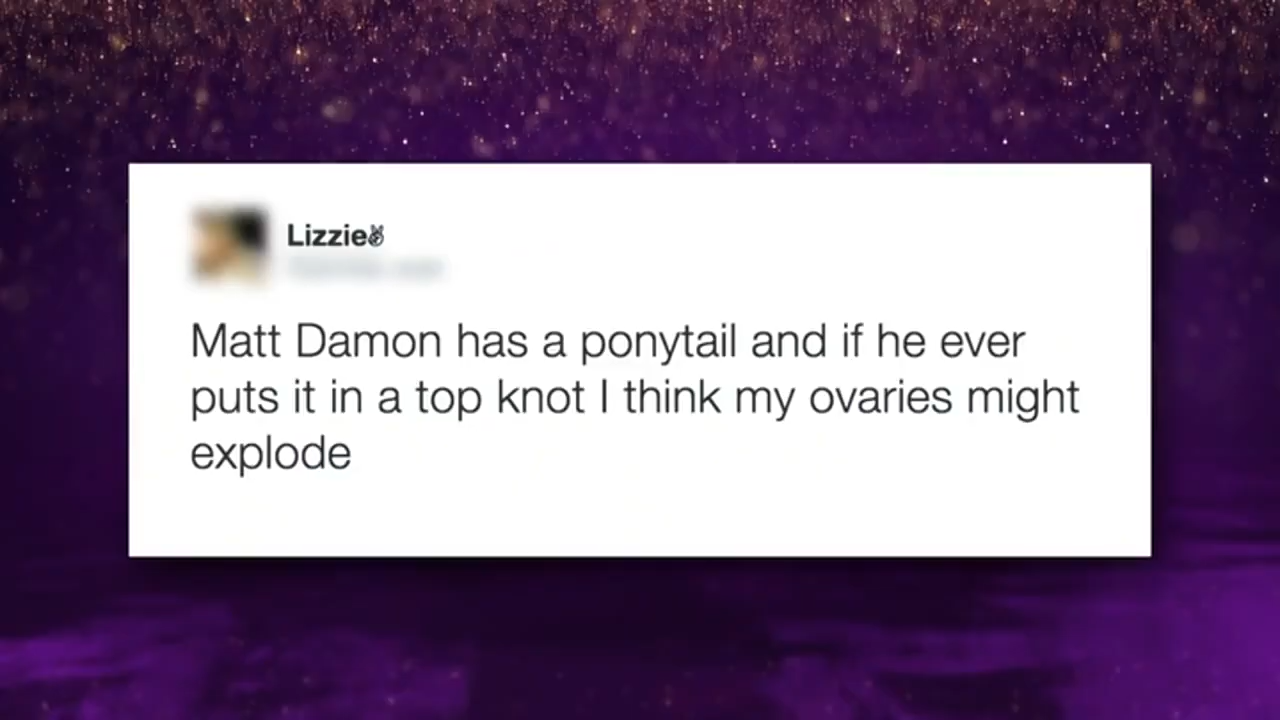 Lizzie✌
Matt Damon has a ponytail and if he ever
puts it in a top knot I think my ovaries might
explode